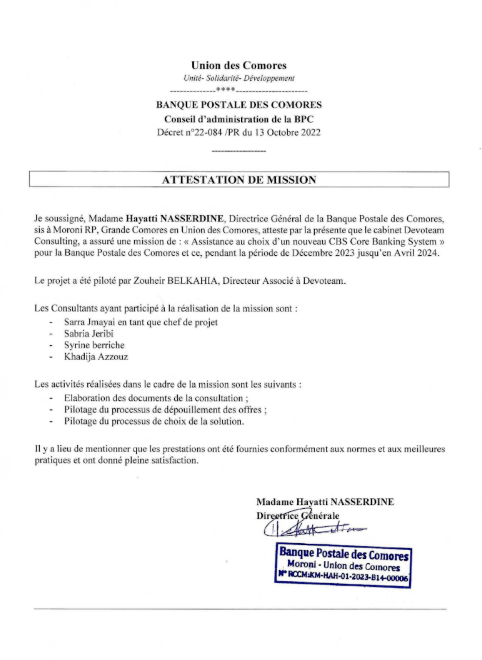 Union des Comores
Unité- Solidarité- Développement
--------------****----------------------
BANQUE POSTALE DES COMORES
Conseil d'administration de la BPC
Décret n°22-084 /PR du 13 Octobre 2022
-----------------
ATTESTATION DE MISSION
Je soussigné, Madame Hayatti NASSERDINE, Directrice Général de la Banque Postale des Comores,
sis à Moroni RP, Grande Comores en Union des Comores, atteste par la présente que le cabinet Devoteam
Consulting, a assuré une mission de : « Assistance au choix d'un nouveau CBS Core Banking System »
pour la Banque Postale des Comores et ce, pendant la période de Décembre 2023 jusqu'en Avril 2024.
Le projet a été piloté par Zouheir BELKAHIA, Directeur Associé à Devoteam.
Les Consultants ayant participé à la réalisation de la mission sont :
- Sarra Jmayai en tant que chef de projet
- Sabria Jeribi
- Syrine berriche
- Khadija Azzouz
Les activités réalisées dans le cadre de la mission sont les suivants :
- Elaboration des documents de la consultation ;
- Pilotage du processus de dépouillement des offres ;
- Pilotage du processus de choix de la solution.
Il y a lieu de mentionner que les prestations ont été fournies conformément aux normes et aux meilleures
pratiques et ont donné pleine satisfaction.
Madame Hayatti NASSERDINE
Directrice Générale
Banque Postale des Comores
Moroni - Union des Comores
N° RCCM:KM-HAH-01-2023-B14-00006